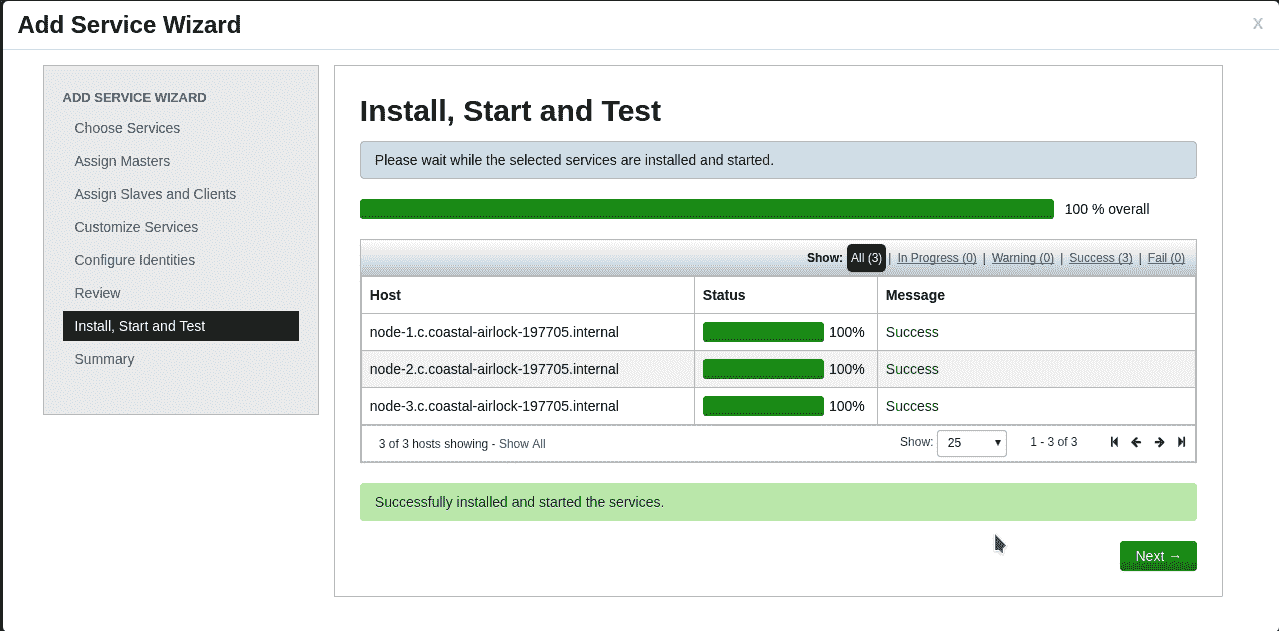 Add Service Wizard
X
ADD SERVICE WIZARD
Choose Services
Assign Masters
Assign Slaves and Clients
Customize Services
Configure Identities
Review
Install, Start and Test
Summary
Install, Start and Test
Please wait while the selected services are installed and started.
100 % overall
Show: All (3) | In Progress (0) | Warning (0) | Success (3) | Fail (0)
Host Status Message
node-1.c.coastal-airlock-197705.internal 100% Success
node-2.c.coastal-airlock-197705.internal 100% Success
node-3.c.coastal-airlock-197705.internal 100% Success
3 of 3 hosts showing - Show All Show: 25 1 - 3 of 3
Successfully installed and started the services.
Next →